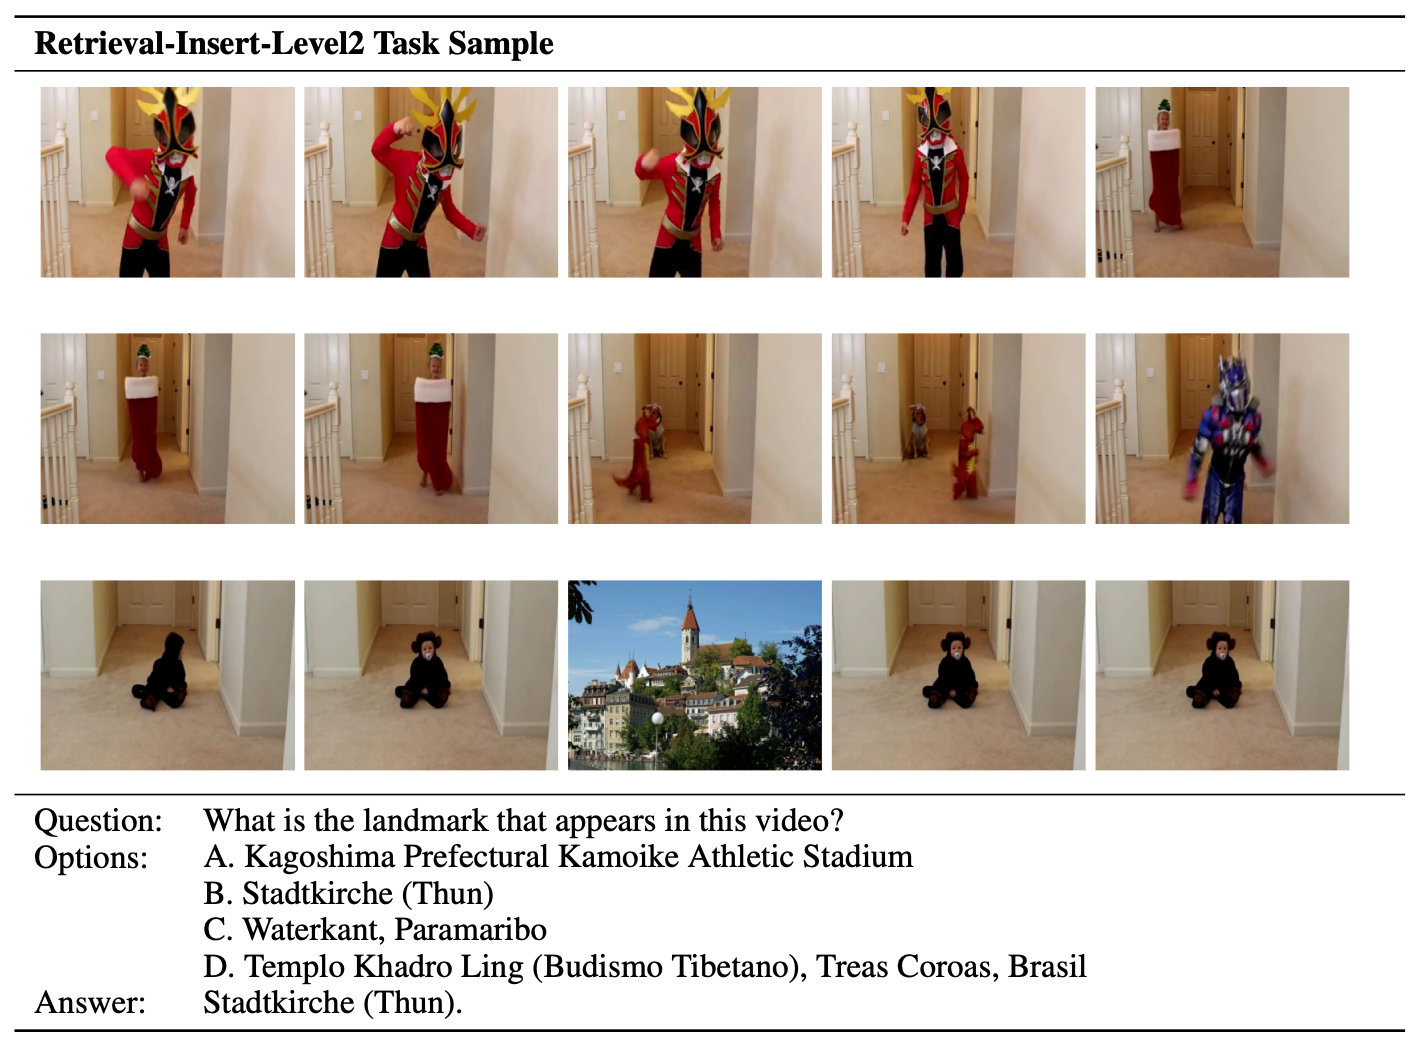 Retrieval-Insert-Level2 Task Sample
Question: What is the landmark that appears in this video?
Options: A. Kagoshima Prefectural Kamoike Athletic Stadium
B. Stadtkirche (Thun)
C. Waterkant, Paramaribo
D. Templo Khadro Ling (Budismo Tibetano), Treas Coroas, Brasil
Answer: Stadtkirche (Thun).